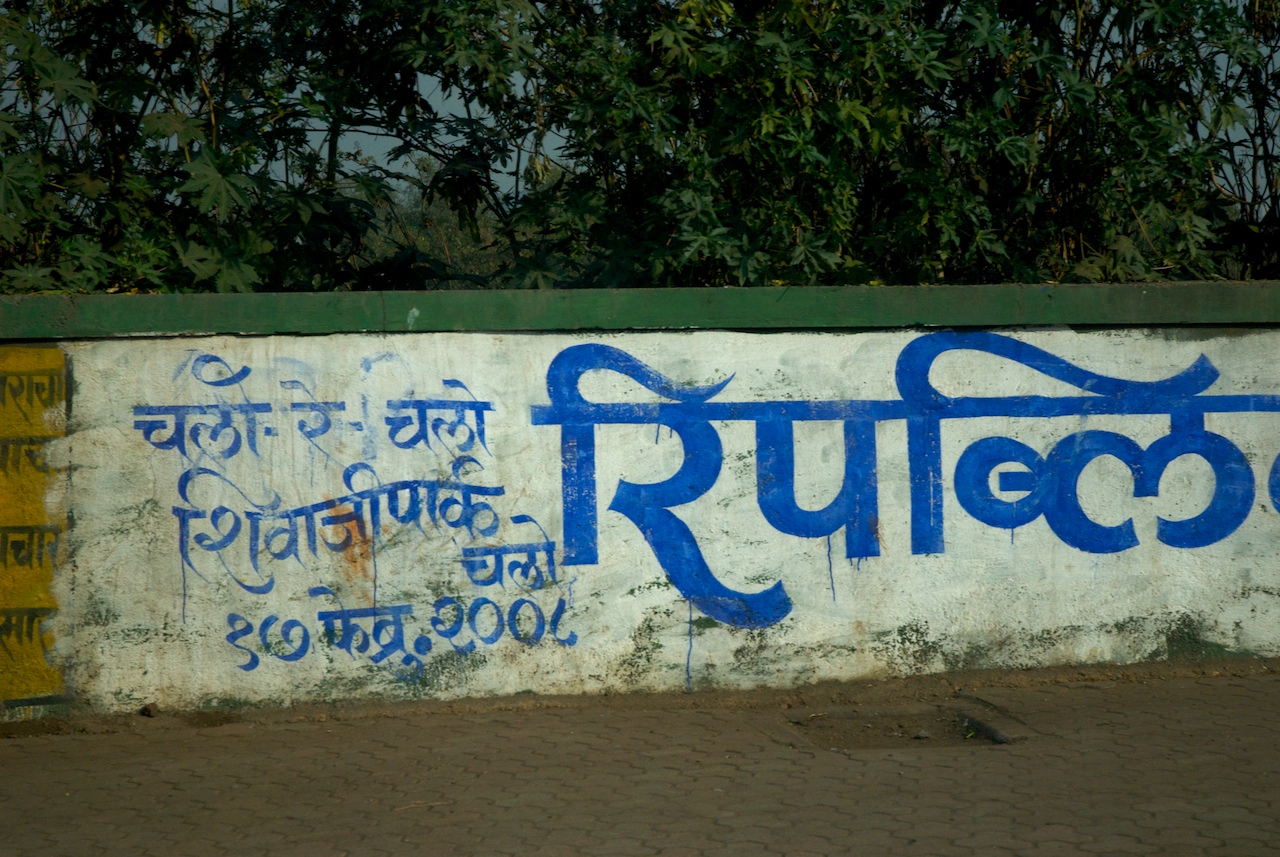 चलो - रे - चलो
शिवाजीपार्क
चलो
१७ फेब्रु. २००८
रिपब्लि